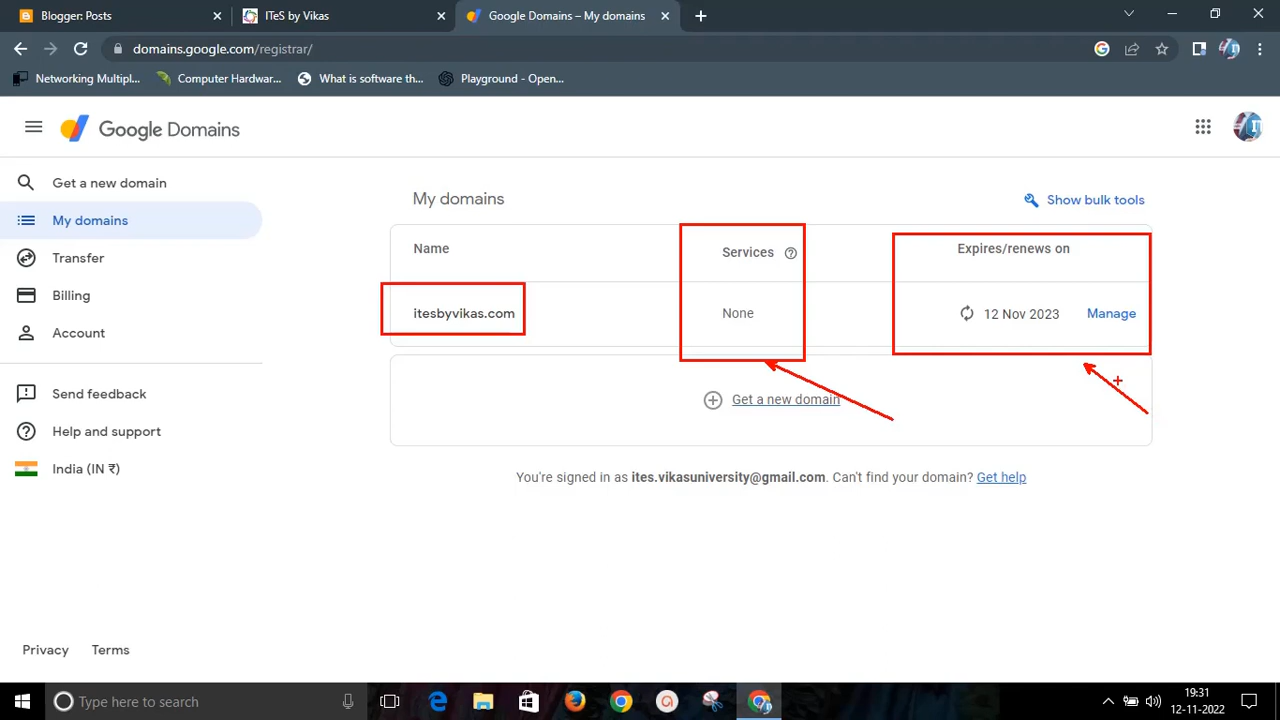 Blogger: Posts
ITeS by Vikas
Google Domains – My domains
domains.google.com/registrar/
Networking Multipl...
Computer Hardwar...
What is software th...
Playground - Open...
Google Domains
Get a new domain
My domains
Transfer
Billing
Account
Send feedback
Help and support
India (IN ₹)
Privacy
Terms
My domains
Show bulk tools
Name
Services
Expires/renews on
itesbyvikas.com
None
12 Nov 2023
Manage
Get a new domain
You're signed in as ites.vikasuniversity@gmail.com. Can't find your domain? Get help
Type here to search
19:31
12-11-2022